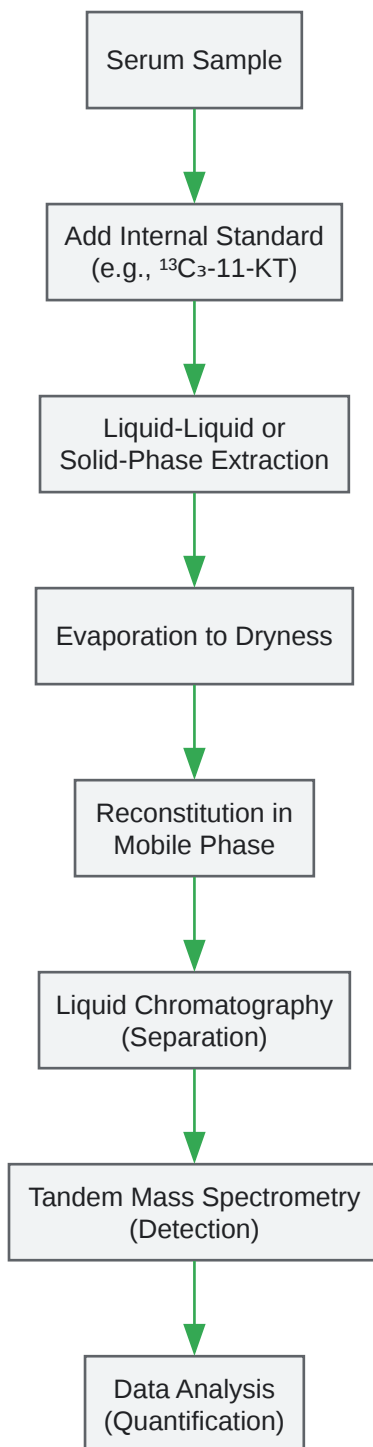 Serum Sample
Add Internal Standard
(e.g., ¹³C₃-11-KT)
Liquid-Liquid or
Solid-Phase Extraction
Evaporation to Dryness
Reconstitution in
Mobile Phase
Liquid Chromatography
(Separation)
Tandem Mass Spectrometry
(Detection)
Data Analysis
(Quantification)